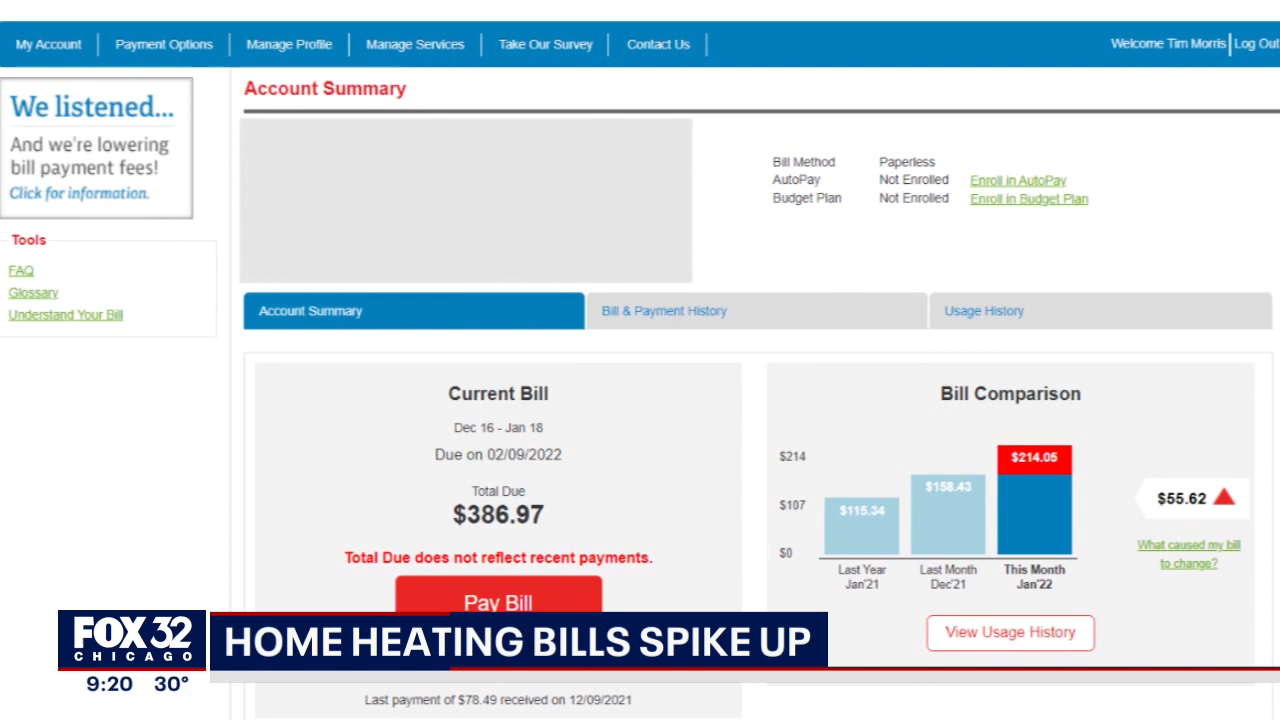 My Account
Payment Options
Manage Profile
Manage Services
Take Our Survey
Contact Us
Welcome Tim Morris
Log Out
We listened...
And we're lowering
bill payment fees!
Click for information.
Tools
FAQ
Glossary
Understand Your Bill
Account Summary
Bill Method Paperless
AutoPay Not Enrolled Enroll in AutoPay
Budget Plan Not Enrolled Enroll in Budget Plan
Account Summary
Bill & Payment History
Usage History
Current Bill
Dec 16 - Jan 18
Due on 02/09/2022
Total Due
$386.97
Total Due does not reflect recent payments.
Pay Bill
Last payment of $78.49 received on 12/09/2021
Bill Comparison
$214
$107
$0
$115.34
$158.43
$214.05
Last Year
Jan'21
Last Month
Dec'21
This Month
Jan'22
$55.62
What caused my bill
to change?
View Usage History
FOX 32
CHICAGO
HOME HEATING BILLS SPIKE UP
9:20 30°